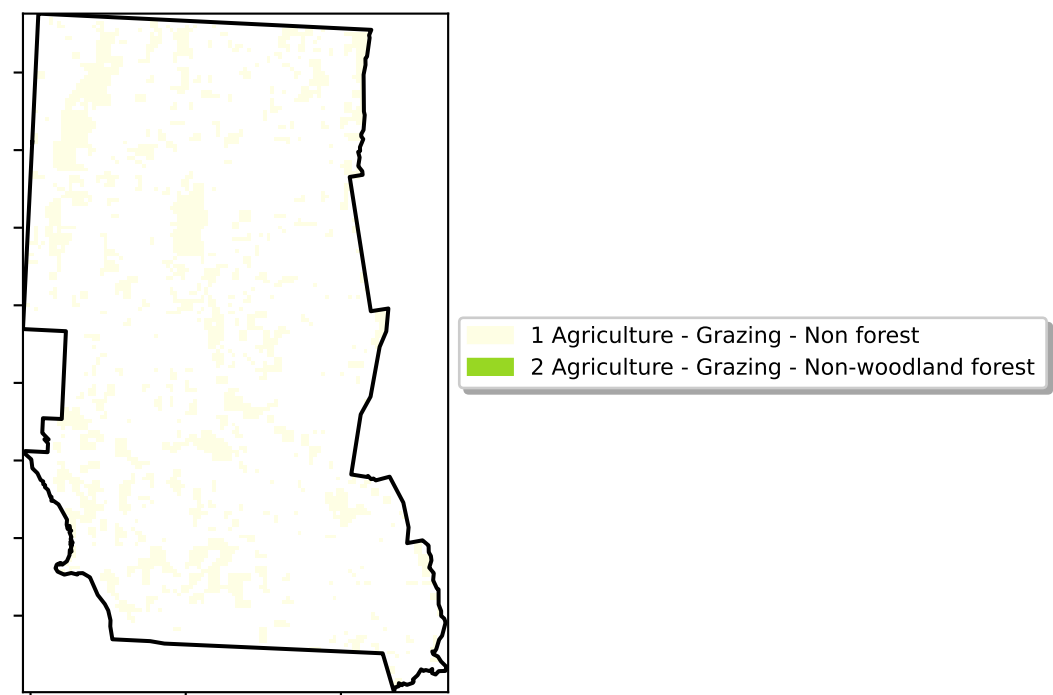 1 Agriculture - Grazing - Non forest
2 Agriculture - Grazing - Non-woodland forest